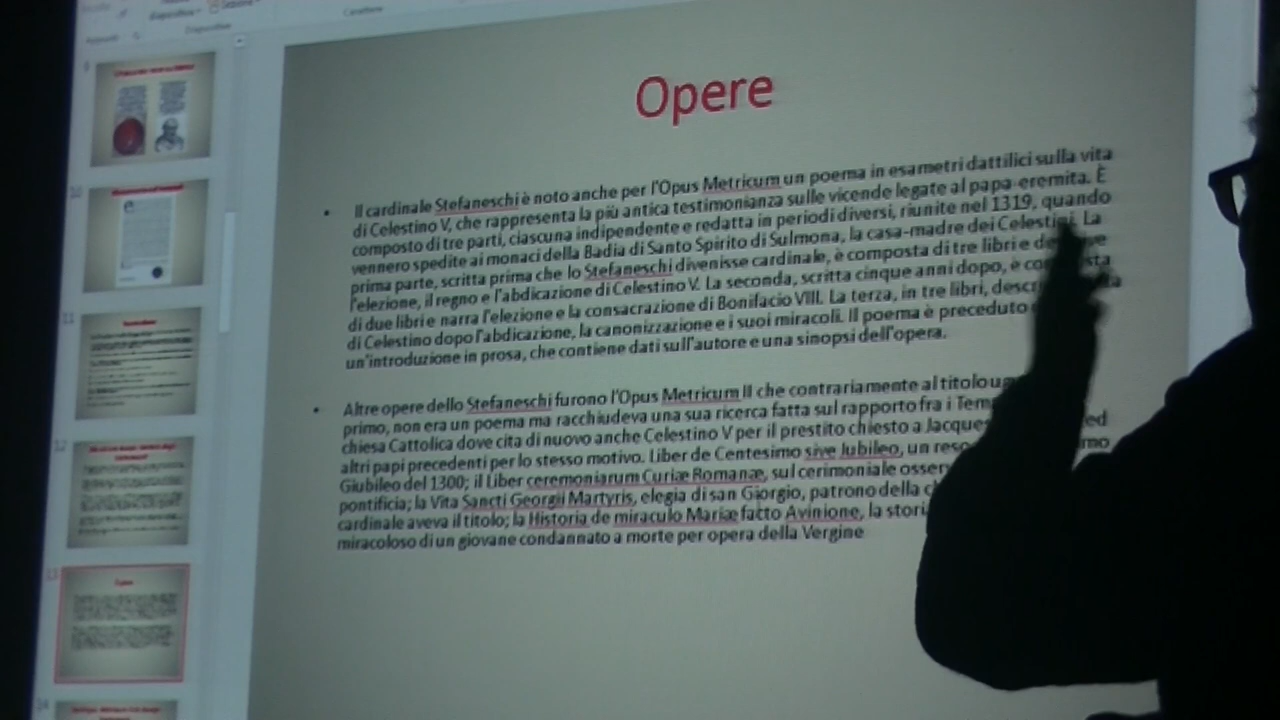 Opere
Il cardinale Stefaneschi è noto anche per l'Opus Metricum un poema in esametri dattilici sulla vita
di Celestino V, che rappresenta la più antica testimonianza sulle vicende legate al papa eremita. È
composto di tre parti, ciascuna indipendente e redatta in periodi diversi, riunite nel 1319, quando
vennero spedite ai monaci della Badia di Santo Spirito di Sulmona, la casa-madre dei Celestini. La
prima parte, scritta prima che lo Stefaneschi divenisse cardinale, è composta di tre libri e
l'elezione, il regno e l'abdicazione di Celestino V. La seconda, scritta cinque anni dopo, è
di due libri e narra l'elezione e la consacrazione di Bonifacio VIII. La terza, in tre libri,
di Celestino dopo l'abdicazione, la canonizzazione e i suoi miracoli. Il poema è preceduto
un'introduzione in prosa, che contiene dati sull'autore e una sinopsi dell'opera.
Altre opere dello Stefaneschi furono l'Opus Metricum II che contrariamente al titolo
primo, non era un poema ma racchiudeva una sua ricerca fatta sul rapporto fra i
chiesa Cattolica dove cita di nuovo anche Celestino V per il prestito chiesto a Jacques ed
altri papi precedenti per lo stesso motivo. Liber de Centesimo sive Jubileo, un
Giubileo del 1300; il Liber ceremoniarum Curiæ Romanæ, sul cerimoniale
pontificia; la Vita Sancti Georgii Martyris, elegia di san Giorgio, patrono della
cardinale aveva il titolo; la Historia de miraculo Mariæ facto Avinione, la
miracoloso di un giovane condannato a morte per opera della Vergine
10
11
12
13
14